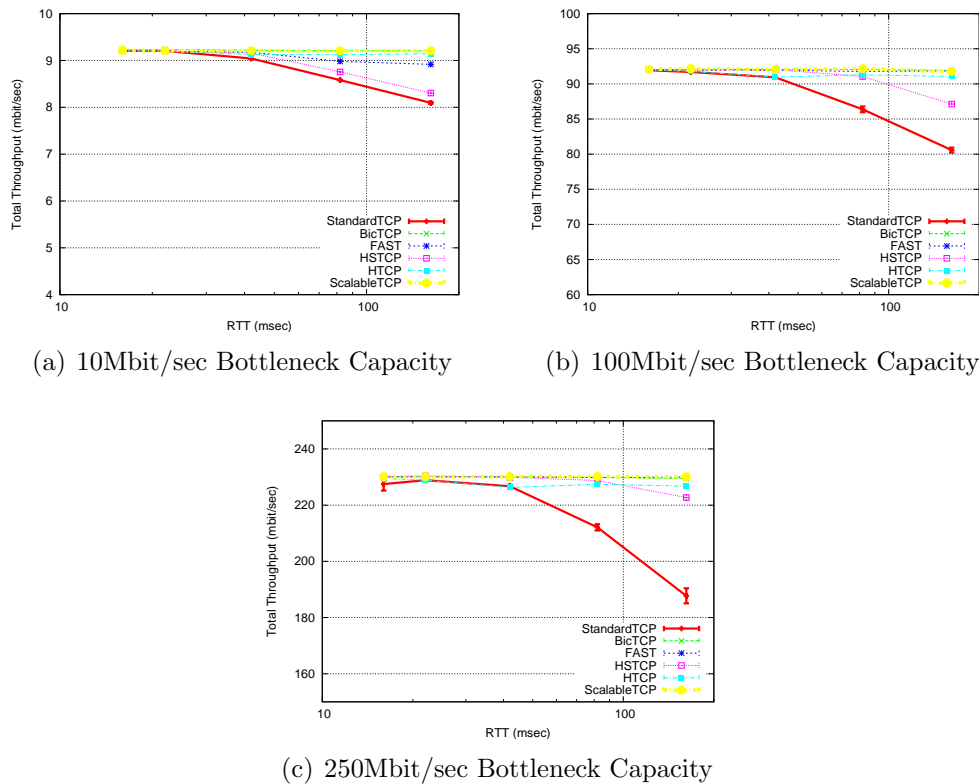 10
9
8
7
6
5
4
10
100
Total Throughput (mbit/sec)
RTT (msec)
StandardTCP
BicTCP
FAST
HSTCP
HTCP
ScalableTCP
(a) 10Mbit/sec Bottleneck Capacity
100
95
90
85
80
75
70
65
60
10
100
Total Throughput (mbit/sec)
RTT (msec)
StandardTCP
BicTCP
FAST
HSTCP
HTCP
ScalableTCP
(b) 100Mbit/sec Bottleneck Capacity
240
220
200
180
160
10
100
Total Throughput (mbit/sec)
RTT (msec)
StandardTCP
BicTCP
FAST
HSTCP
HTCP
ScalableTCP
(c) 250Mbit/sec Bottleneck Capacity